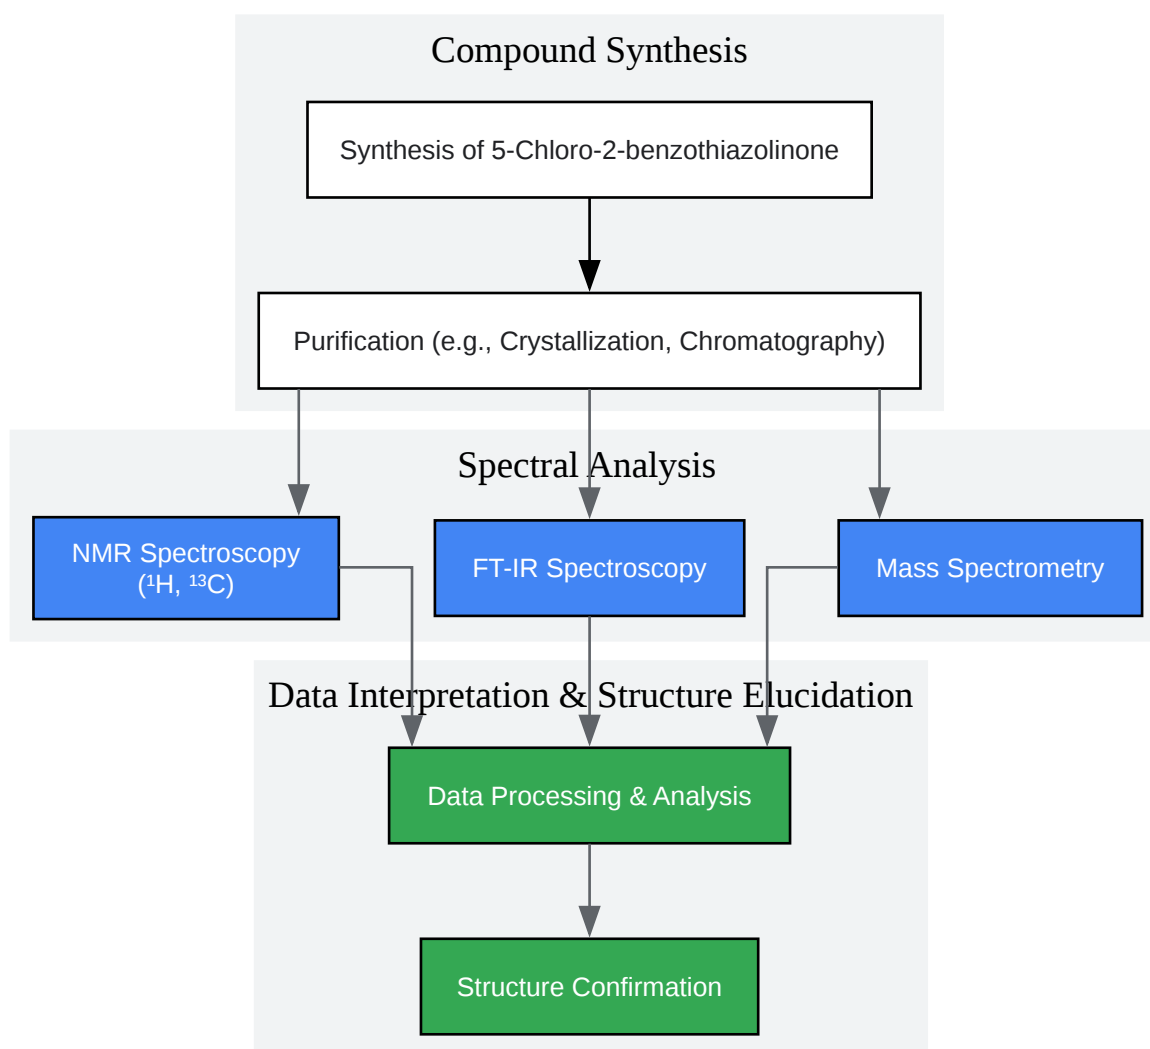 Compound Synthesis
Synthesis of 5-Chloro-2-benzothiazolinone
Purification (e.g., Crystallization, Chromatography)
Spectral Analysis
NMR Spectroscopy
(¹H, ¹³C)
FT-IR Spectroscopy
Mass Spectrometry
Data Interpretation & Structure Elucidation
Data Processing & Analysis
Structure Confirmation